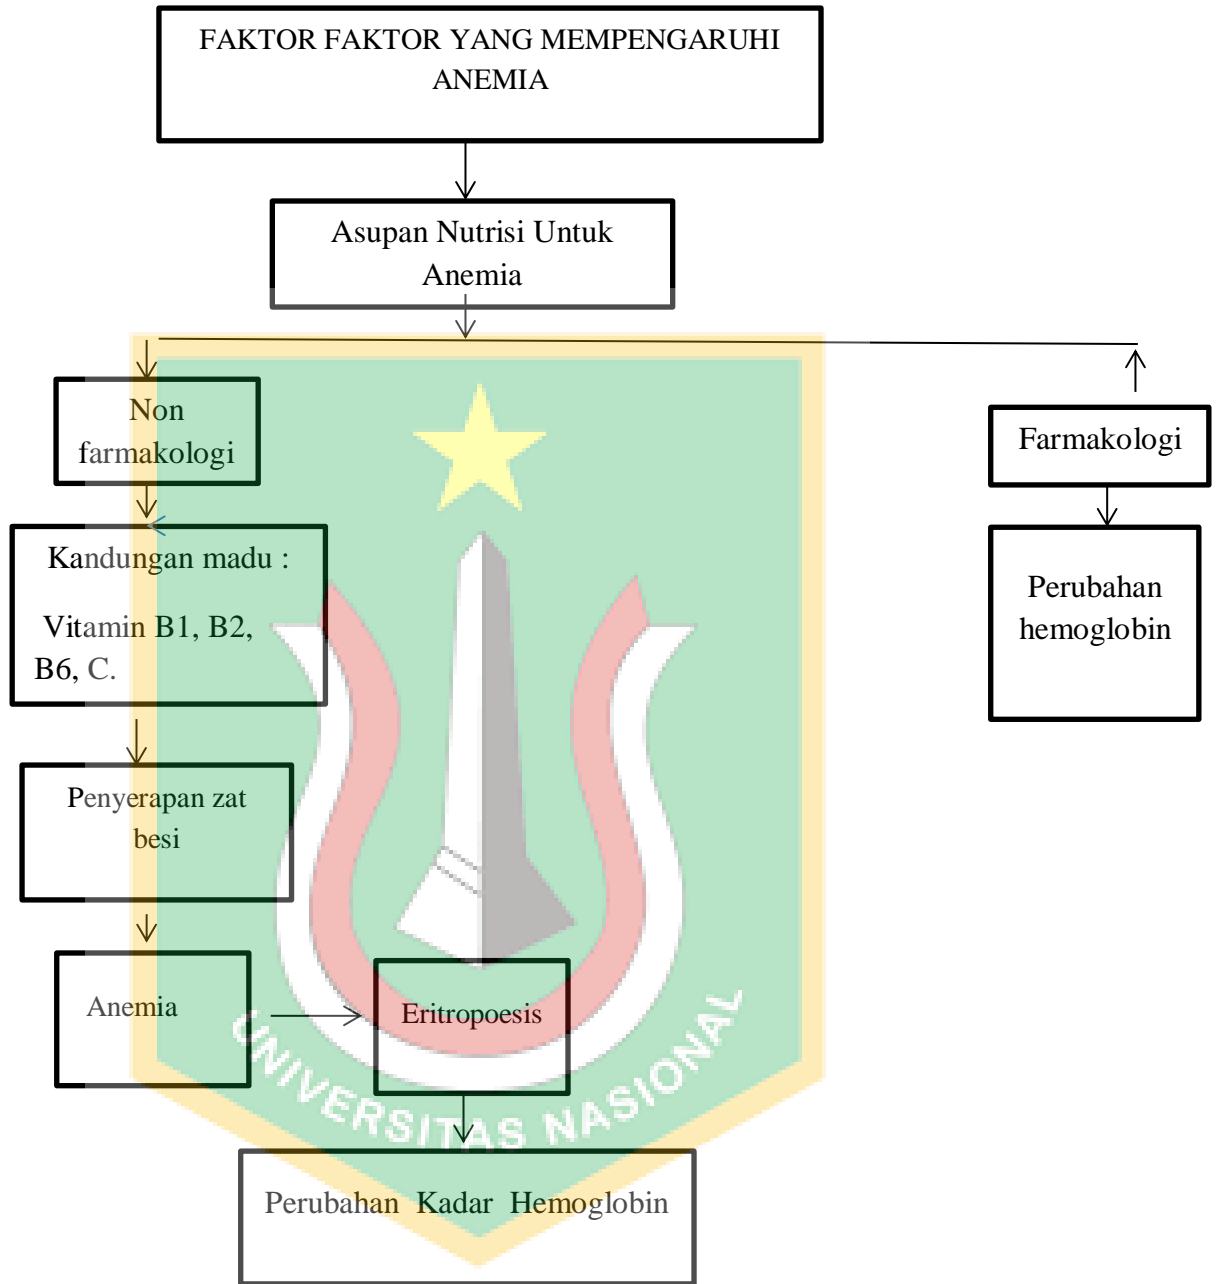 FAKTOR FAKTOR YANG MEMPENGARUHI
ANEMIA
Asupan Nutrisi Untuk
Anemia
Non
farmakologi
Farmakologi
Kandungan madu :
Vitamin B1, B2,
B6, C.
Perubahan
hemoglobin
Penyerapan zat
besi
Anemia
Eritropoesis
UNIVERSITAS NASIONAL
Perubahan Kadar Hemoglobin